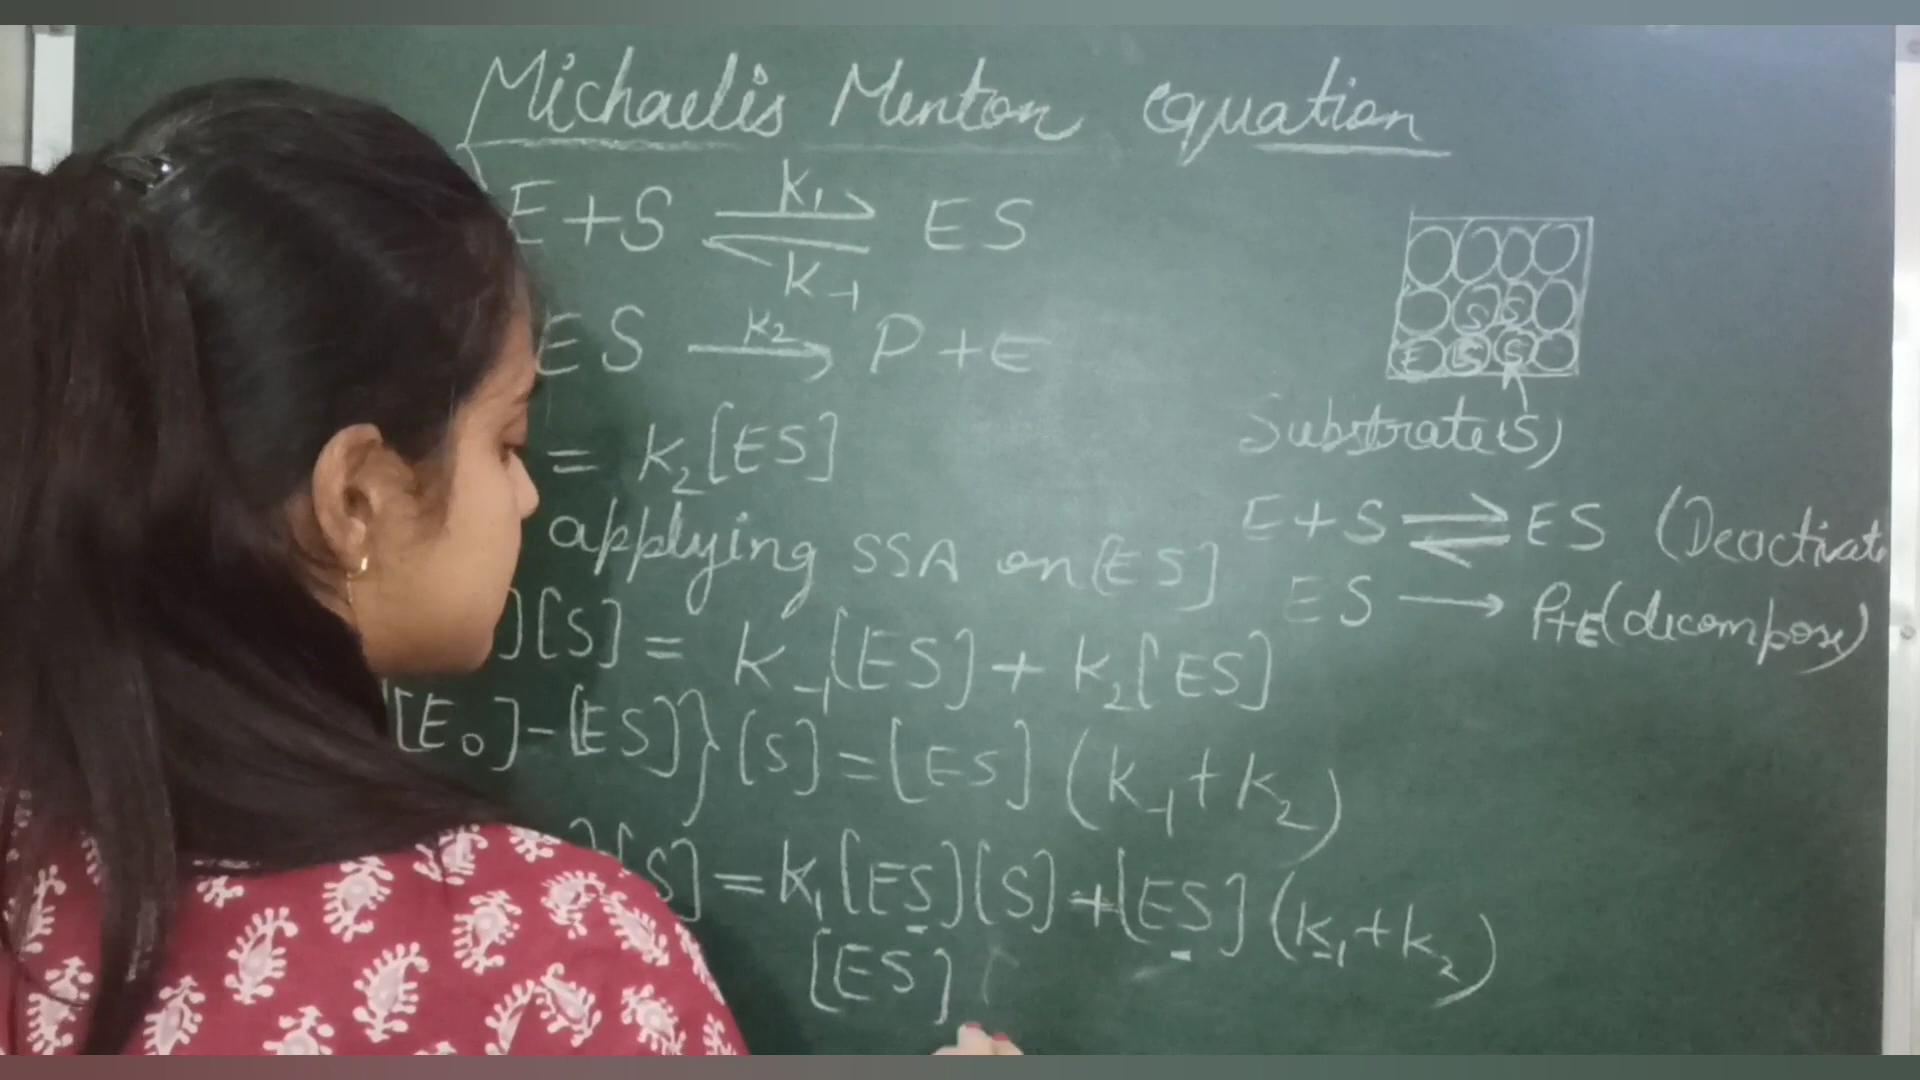 Michaelis Menton equation
E+S ⇌ ES
K₁
K₋₁
ES → P+E
K₂
= K₂[ES]
applying SSA on [ES]
][S] = K₋₁[ES] + K₂[ES]
[E₀]-[ES]}[S] = [ES] (K₋₁+K₂)
][S] = K₁[ES][S] + [ES] (K₋₁+K₂)
[ES] [
S S
E S S
Substrate(S)
E+S ⇌ ES (Deactivate
ES → P+E (decompose)